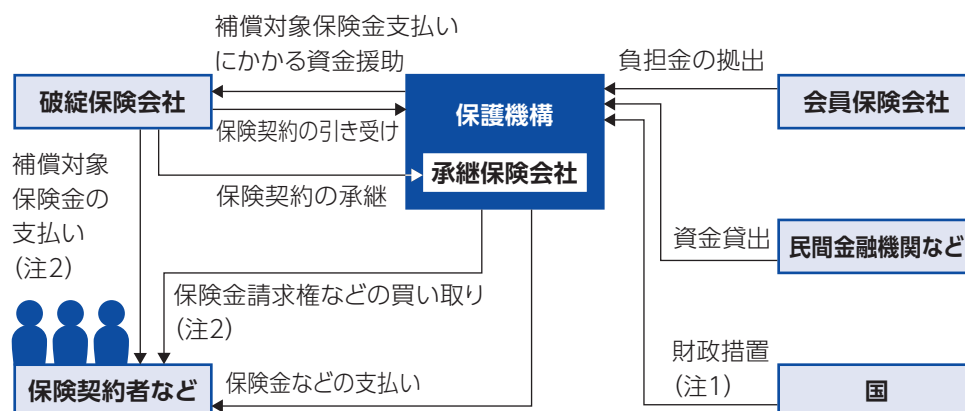 補償対象保険金支払い
にかかる資金援助
負担金の拠出
破綻保険会社
保護機構
会員保険会社
保険契約の引き受け
承継保険会社
補償対象
保険金の
支払い
(注2)
保険契約の承継
資金貸出
民間金融機関など
保険金請求権などの買い取り
(注2)
財政措置
(注1)
保険契約者など
保険金などの支払い
国